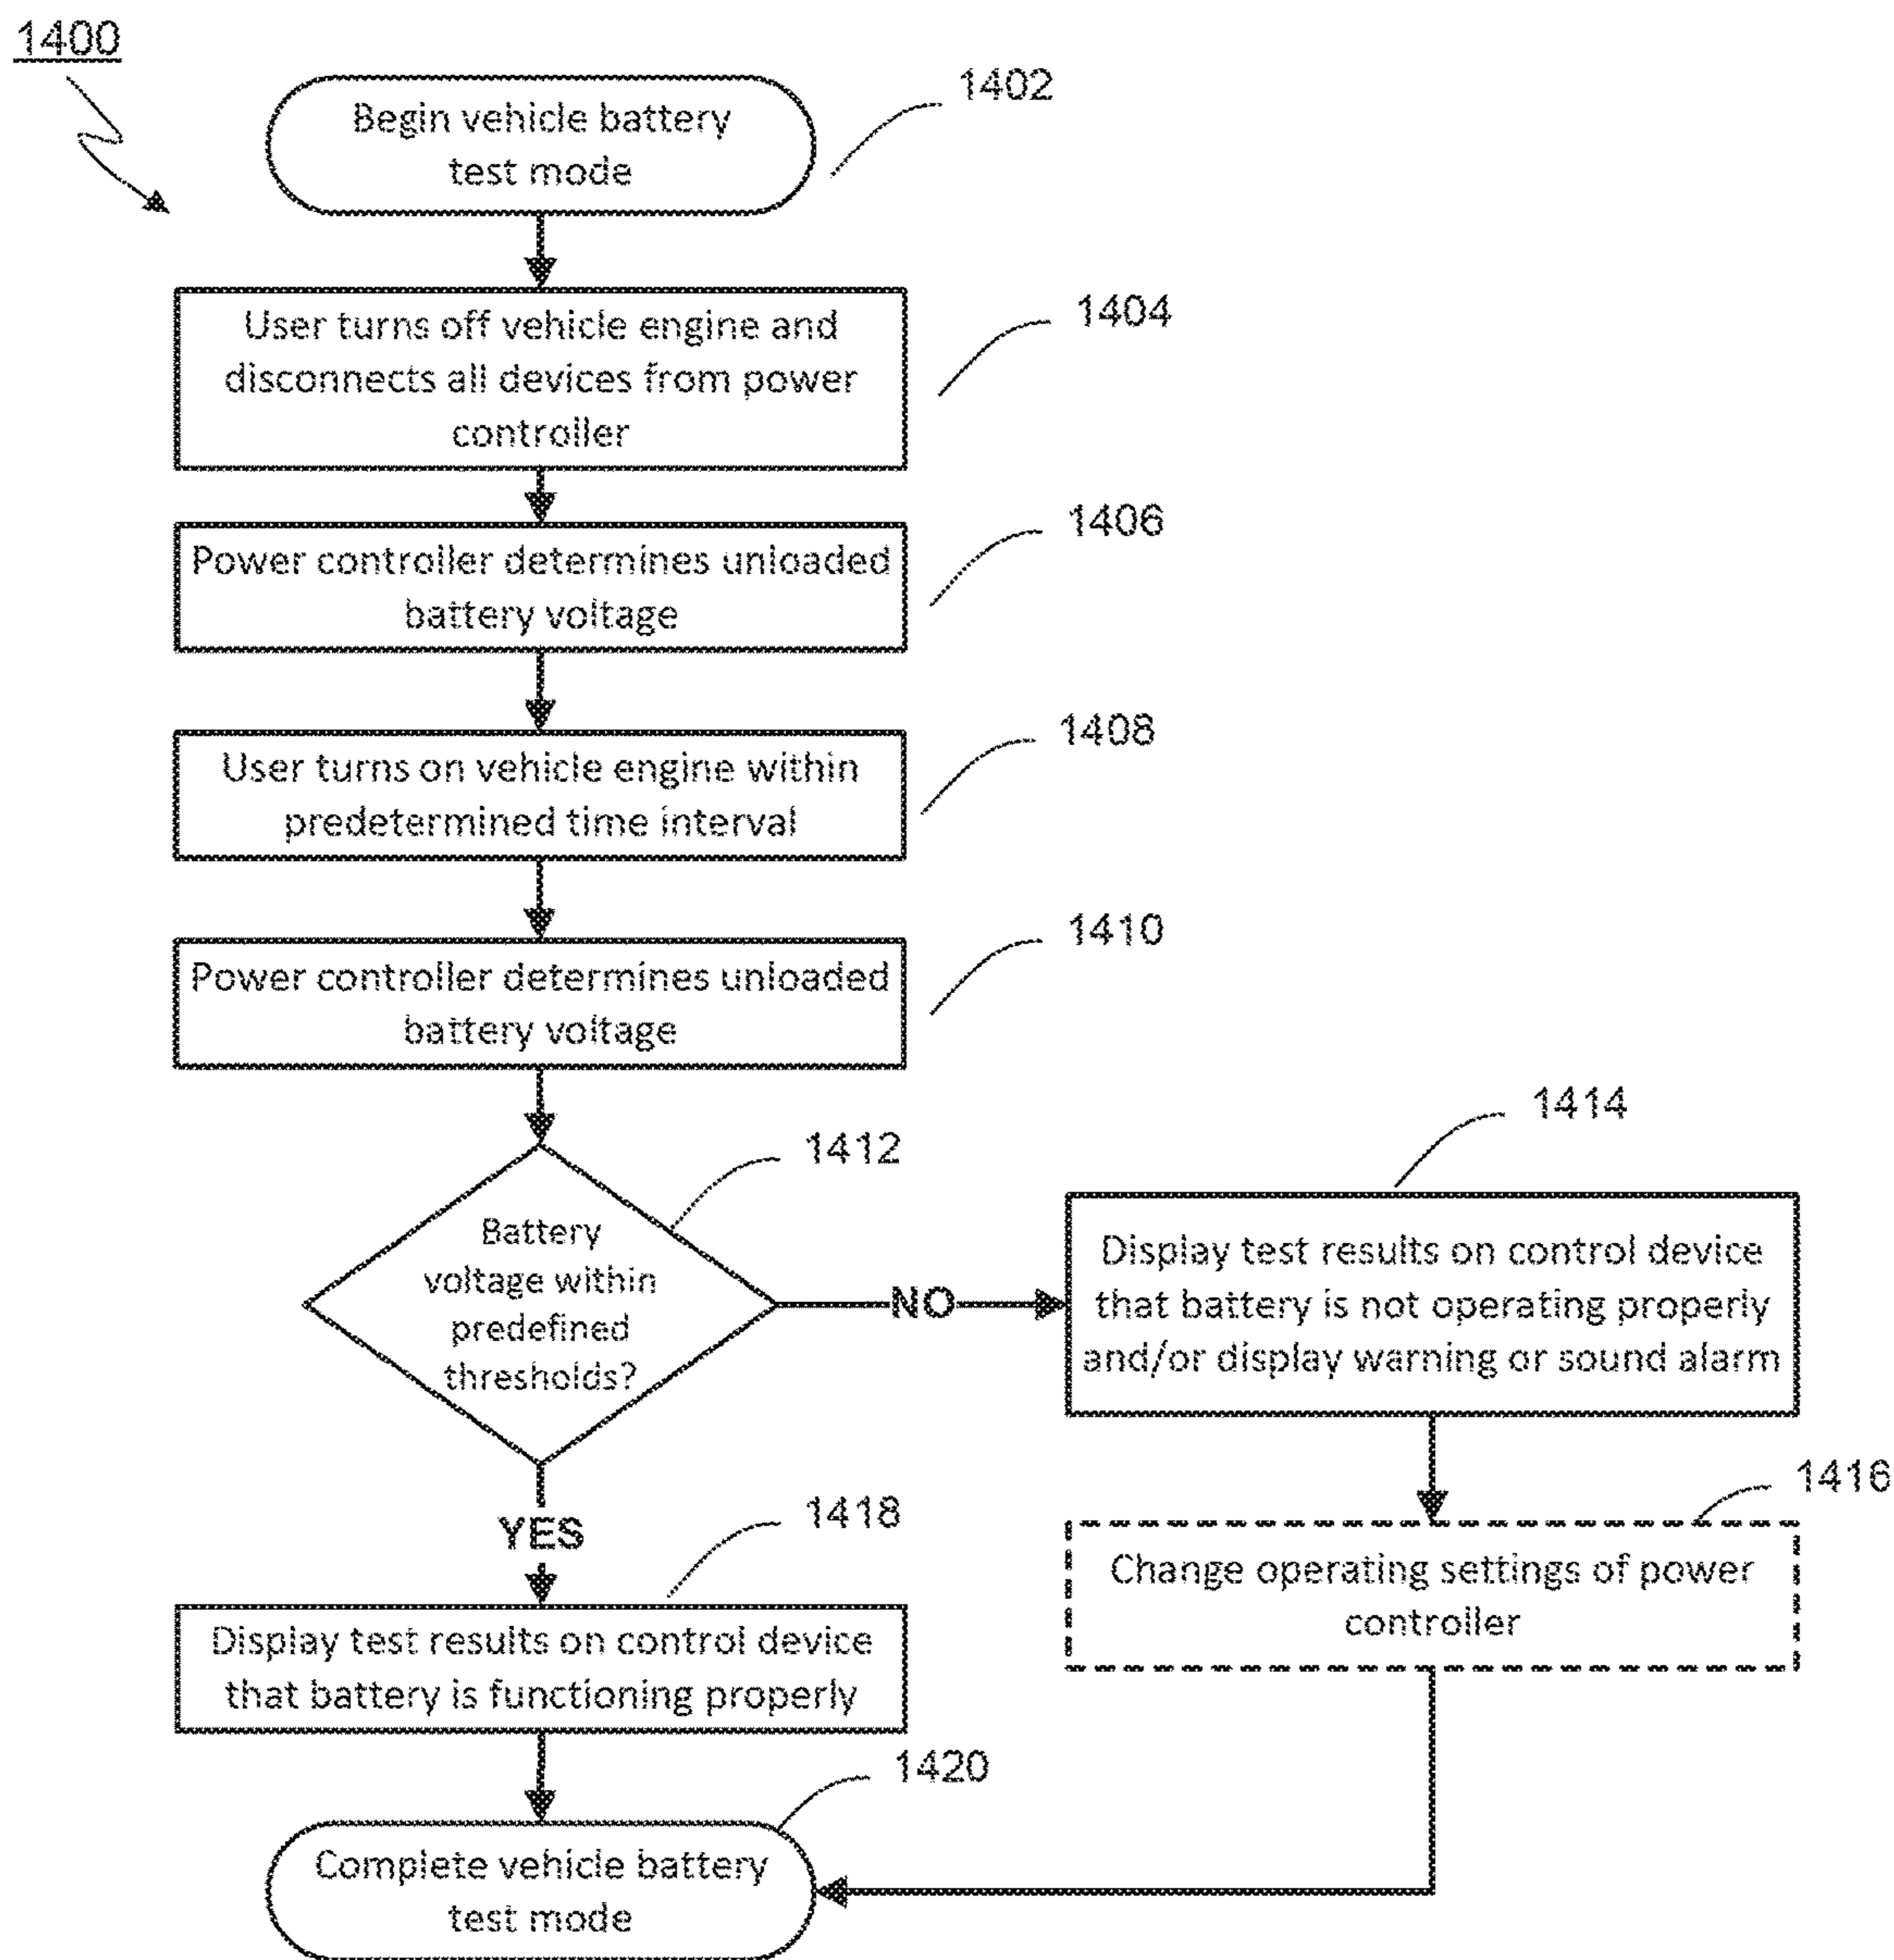 1400
Begin vehicle battery
test mode
1402
User turns off vehicle engine and
disconnects all devices from power
controller
1404
Power controller determines unloaded
battery voltage
1406
User turns on vehicle engine within
predetermined time interval
1408
Power controller determines unloaded
battery voltage
1410
Battery
voltage within
predefined
thresholds?
1412
NO
1414
Display test results on control device
that battery is not operating properly
and/or display warning or sound alarm
1416
Change operating settings of power
controller
YES
1418
Display test results on control device
that battery is functioning properly
1420
Complete vehicle battery
test mode